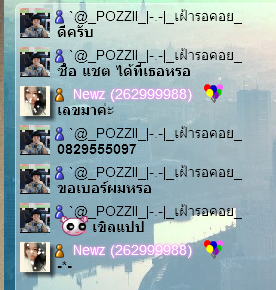 `@_POZZII_|-.-|_เฝ้ารอคอย_
ดีครับ
`@_POZZII_|-.-|_เฝ้ารอคอย_
ชื่อ แชต ได้ที่เธอหรอ
Newz (262999988)
เลขมาค่ะ
`@_POZZII_|-.-|_เฝ้ารอคอย_
0829555097
`@_POZZII_|-.-|_เฝ้ารอคอย_
ขอเบอร์ผมหรอ
`@_POZZII_|-.-|_เฝ้ารอคอย_
เขิลแปป
Newz (262999988)
-*-